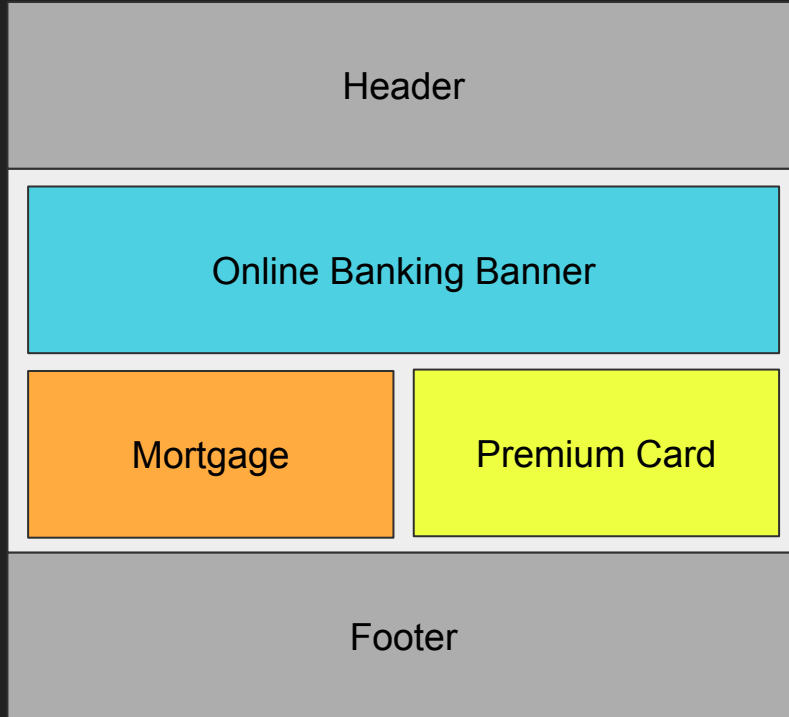 Header
Online Banking Banner
Mortgage
Premium Card
Footer